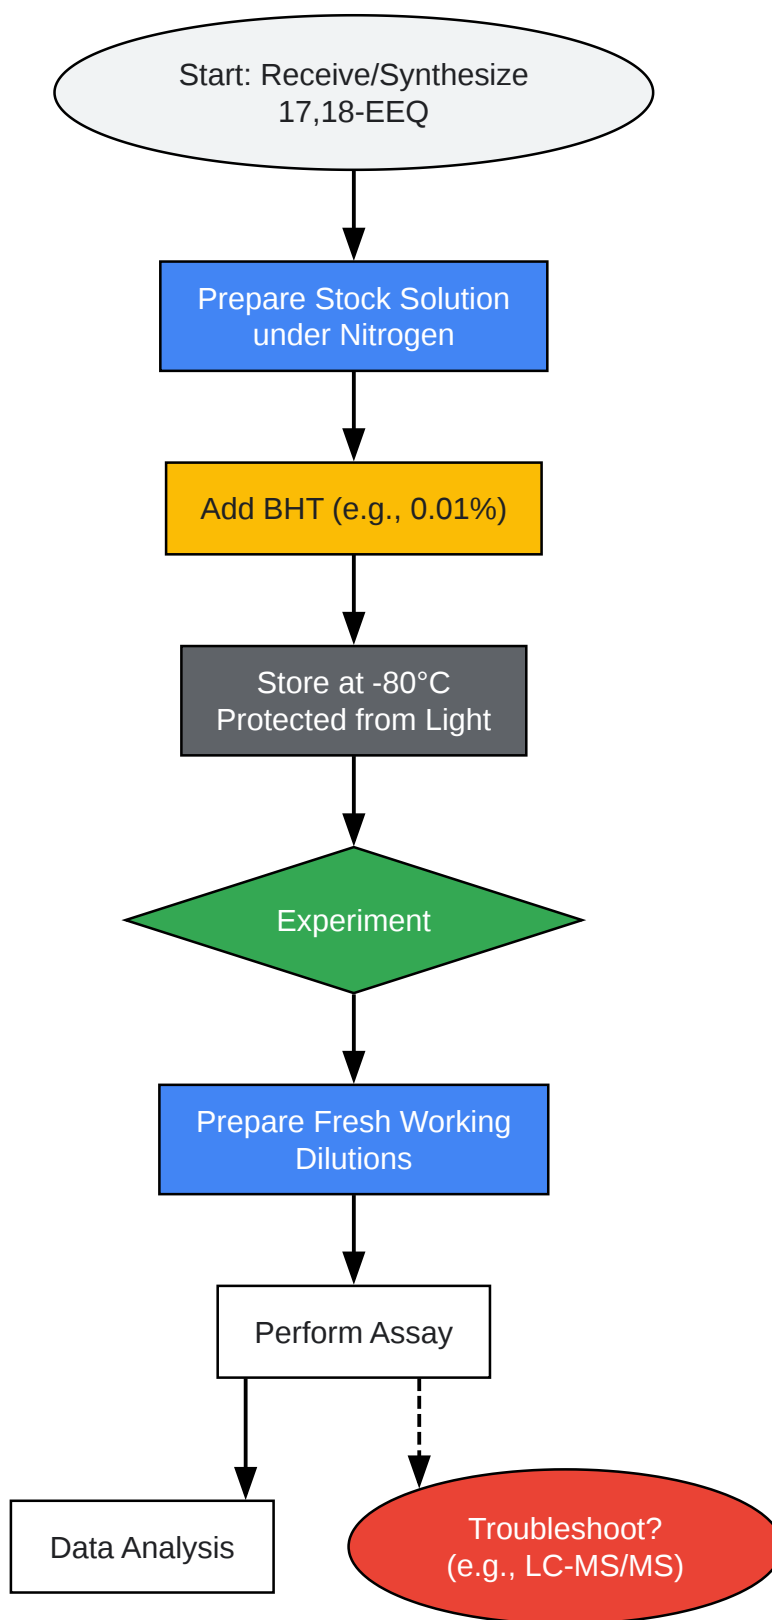 Start: Receive/Synthesize
17,18-EEQ
Prepare Stock Solution
under Nitrogen
Add BHT (e.g., 0.01%)
Store at -80°C
Protected from Light
Experiment
Prepare Fresh Working
Dilutions
Perform Assay
Data Analysis
Troubleshoot?
(e.g., LC-MS/MS)